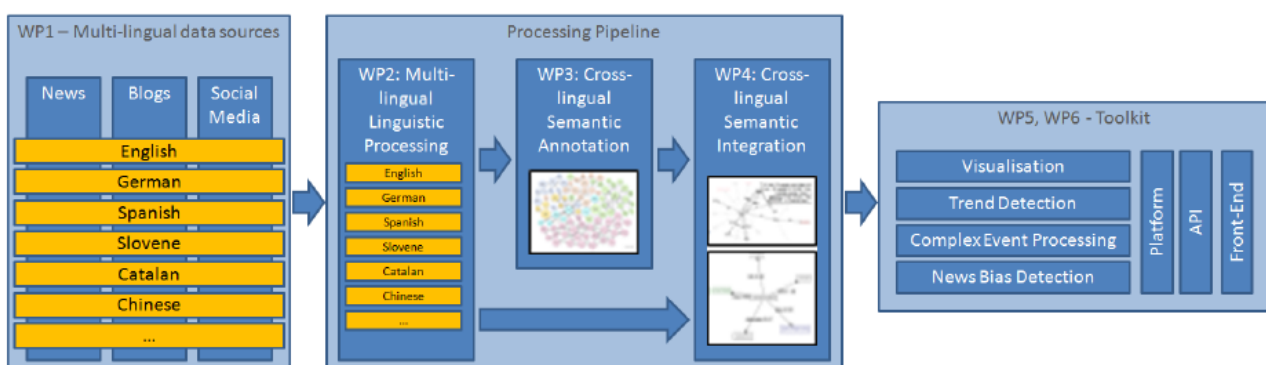 WP1 – Multi-lingual data sources
News
Blogs
Social
Media
English
German
Spanish
Slovene
Catalan
Chinese
...
Processing Pipeline
WP2: Multi-
lingual
Linguistic
Processing
English
German
Spanish
Slovene
Catalan
Chinese
...
WP3: Cross-
lingual
Semantic
Annotation
WP4: Cross-
lingual
Semantic
Integration
WP5, WP6 - Toolkit
Visualisation
Trend Detection
Complex Event Processing
News Bias Detection
Platform
API
Front-End